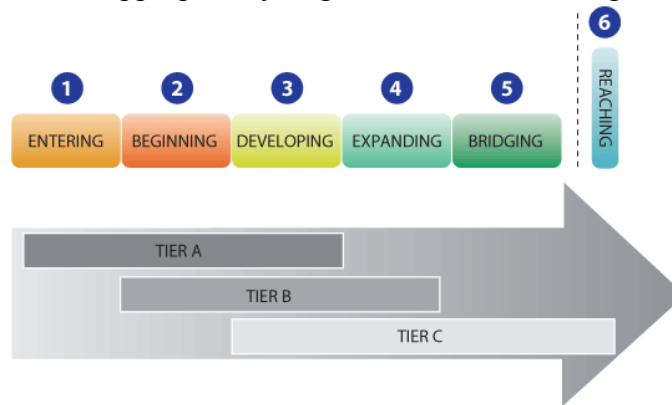 1 2 3 4 5 6
ENTERING BEGINNING DEVELOPING EXPANDING BRIDGING REACHING
TIER A
TIER B
TIER C